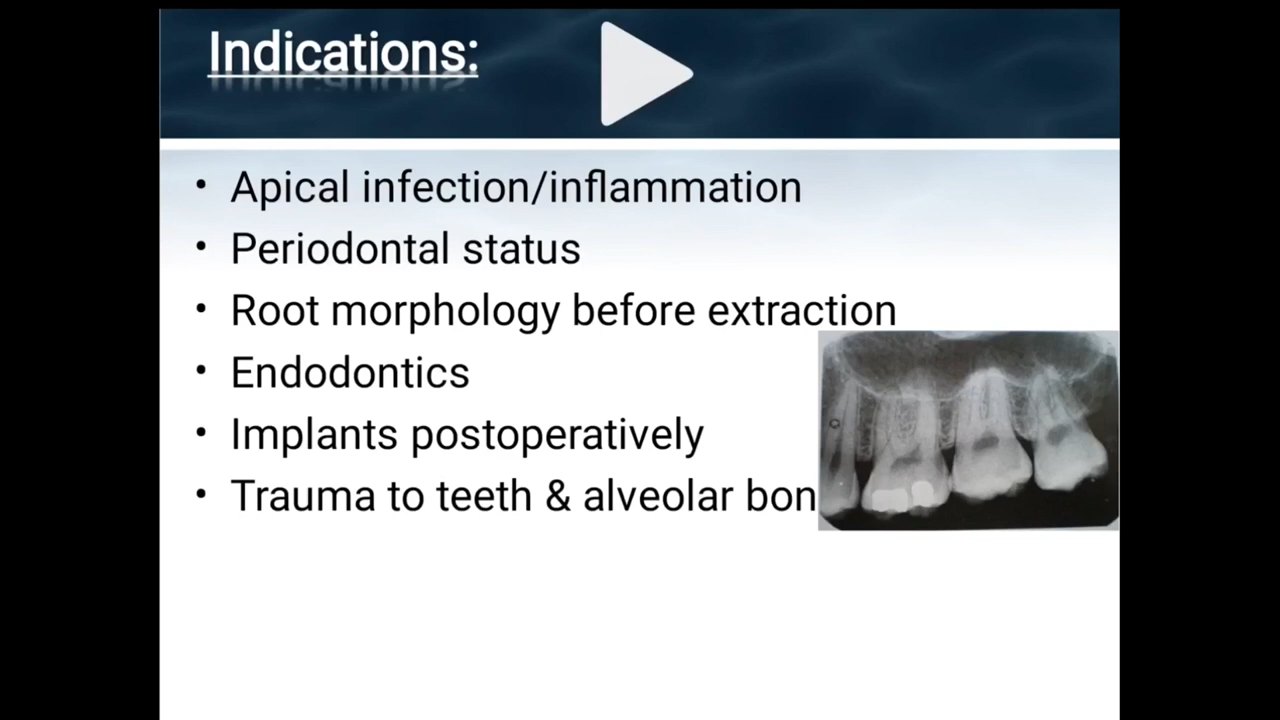 Indications:
• Apical infection/inflammation
• Periodontal status
• Root morphology before extraction
• Endodontics
• Implants postoperatively
• Trauma to teeth & alveolar bon